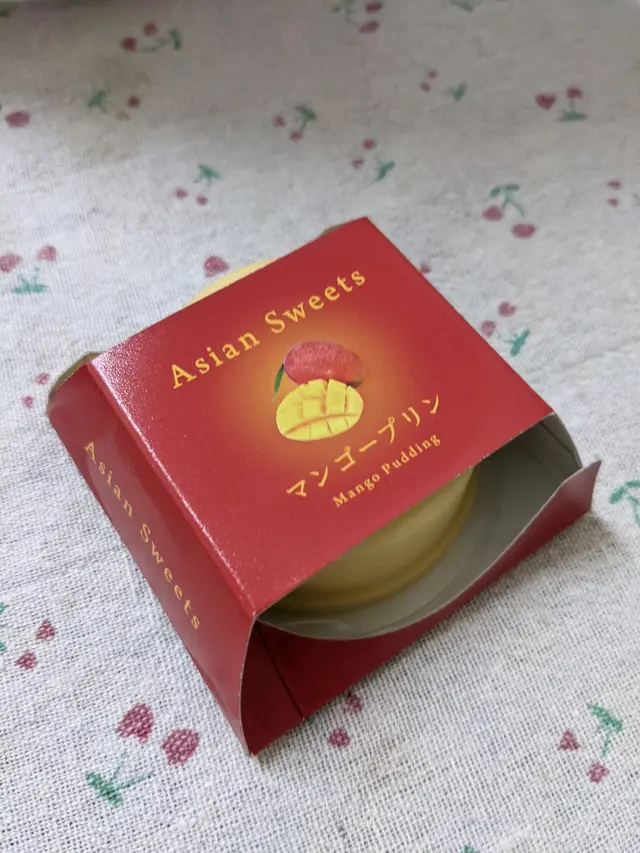 Asian Sweets
マンゴープリン
Mango Pudding
Asian Sweets